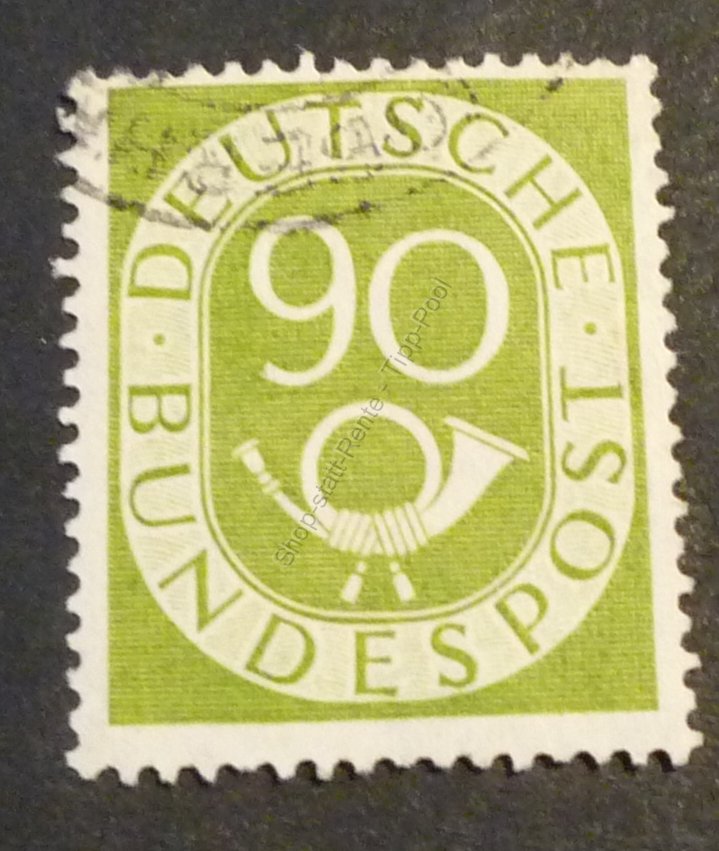 DEUTSCHE · BUNDESPOST ·
90
Shop-statt-Rente - Tipp-Pool